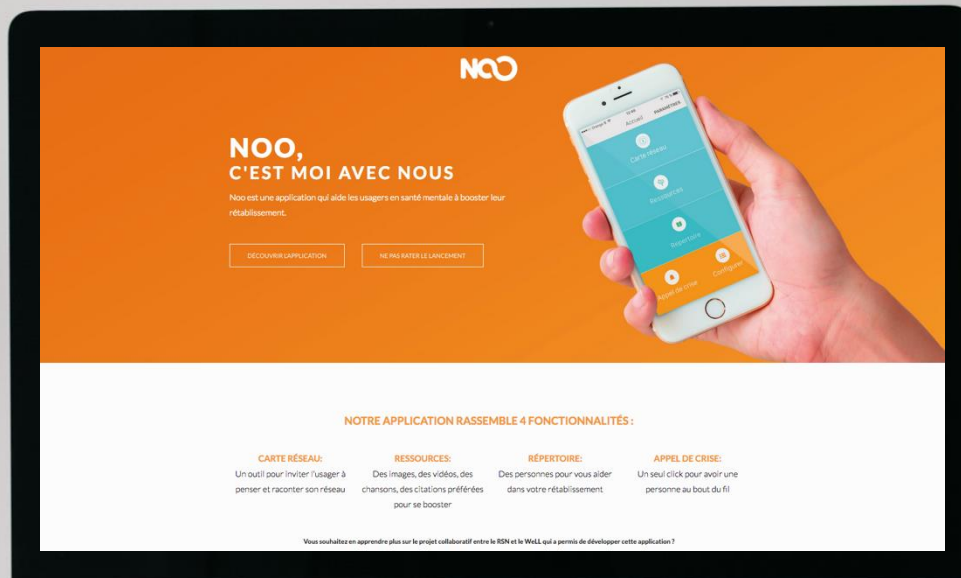 NOO
NOO,
C'EST MOI AVEC NOUS
Noo est une application qui aide les usagers en santé mentale à booster leur
rétablissement.
DÉCOUVRIR L'APPLICATION
NE PAS RATER LE LANCEMENT
Accueil
PARAMÉTRER
Carte réseau
Ressources
Répertoire
Appel de crise
Configurer
NOTRE APPLICATION RASSEMBLE 4 FONCTIONNALITÉS :
CARTE RÉSEAU:
Un outil pour inviter l'usager à
penser et raconter son réseau
RESSOURCES:
Des images, des vidéos, des
chansons, des citations préférées
pour se booster
RÉPERTOIRE:
Des personnes pour vous aider
dans votre rétablissement
APPEL DE CRISE:
Un seul click pour avoir une
personne au bout du fil
Vous souhaitez en apprendre plus sur le projet collaboratif entre le RSN et le WeLL qui a permis de développer cette application ?